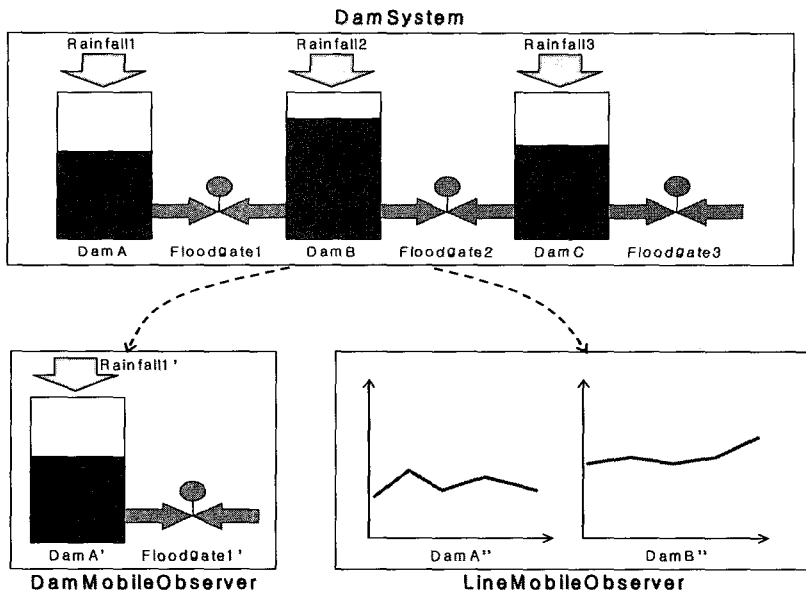 DamSystem
Rainfall1 Rainfall2 Rainfall3
DamA Floodgate1 DamB Floodgate2 DamC Floodgate3
Rainfall1'
DamA' Floodgate1'
DamA'' DamB''
DamMobileObserver LineMobileObserver